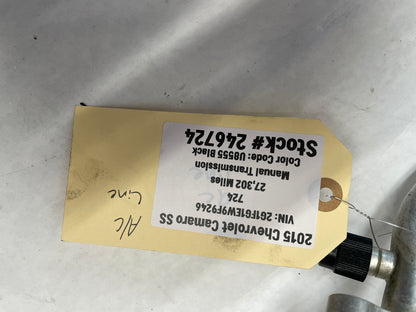 2015 Chevrolet Camaro SS
VIN: 2G1FG1EW9F9246
724
27,302 Miles
Manual Transmission
Color Code: U8555 Black
Stock# 246724
A/C
Line